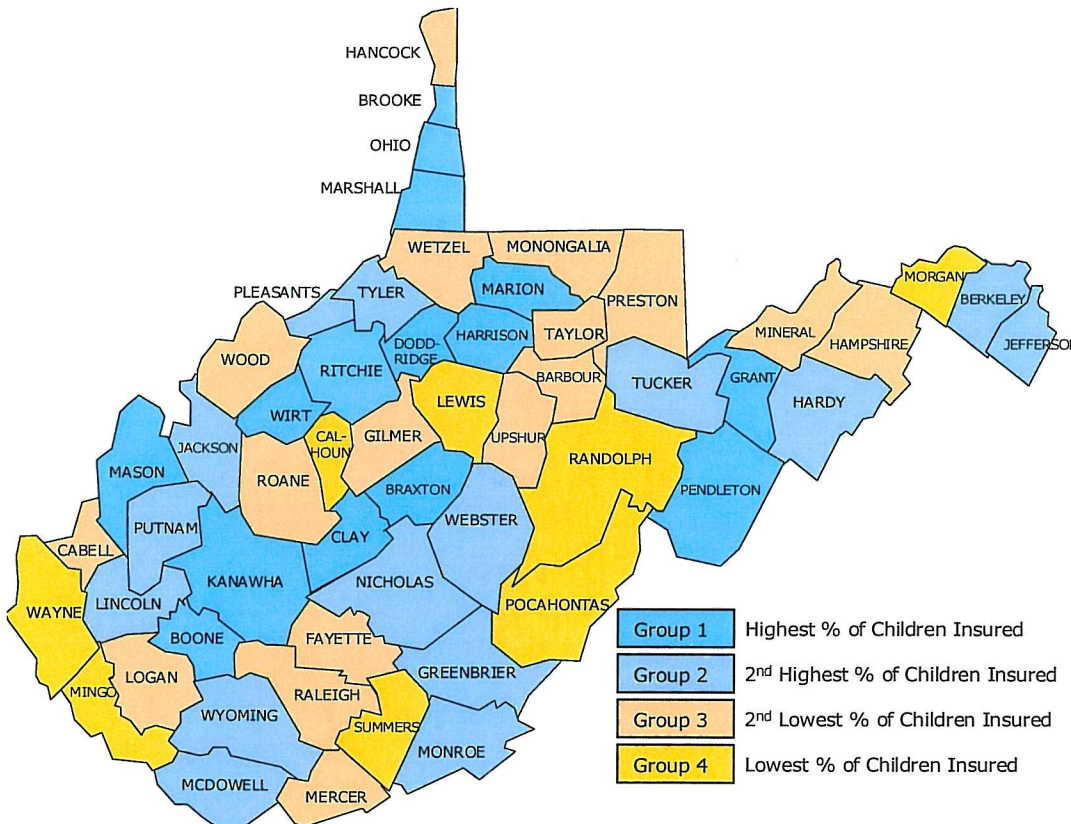 HANCOCK
BROOKE
OHIO
MARSHALL
WETZEL
MONONGALIA
MORGAN
PLEASANTS
TYLER
MARION
PRESTON
BERKELEY
MINERAL
HAMPSHIRE
JEFFERSON
WOOD
DODD-
RIDGE
HARRISON
TAYLOR
RITCHIE
BARBOUR
TUCKER
GRANT
HARDY
WIRT
LEWIS
JACKSON
CAL-
HOUN
GILMER
UPSHUR
RANDOLPH
MASON
ROANE
BRAXTON
PENDLETON
PUTNAM
WEBSTER
CLAY
CABELL
KANAWHA
NICHOLAS
WAYNE
LINCOLN
POCAHONTAS
BOONE
FAYETTE
LOGAN
GREENBRIER
MINGO
RALEIGH
WYOMING
SUMMERS
MONROE
MCDOWELL
MERCER
Group 1 Highest % of Children Insured
Group 2 2nd Highest % of Children Insured
Group 3 2nd Lowest % of Children Insured
Group 4 Lowest % of Children Insured